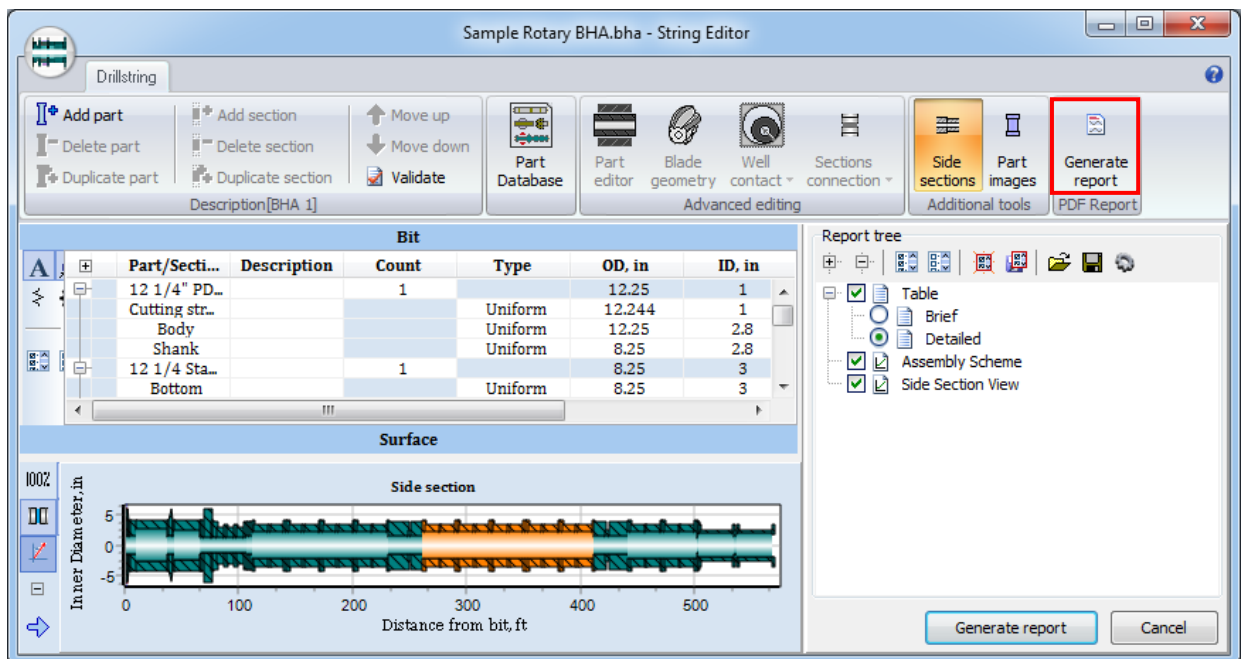 Sample Rotary BHA.bha - String Editor
Drillstring
Add part
Delete part
Duplicate part
Add section
Delete section
Duplicate section
Move up
Move down
Validate
Description[BHA 1]
Part Database
Part editor
Blade geometry
Well contact
Sections connection
Advanced editing
Side sections
Part images
Additional tools
Generate report
PDF Report
Bit
Part/Secti... Description Count Type OD, in ID, in
12 1/4" PD... 1 12.25 1
Cutting str... Uniform 12.244 1
Body Uniform 12.25 2.8
Shank Uniform 8.25 2.8
12 1/4 Sta... 1 8.25 3
Bottom Uniform 8.25 3
Surface
100%
Side section
Inner Diameter,in
5
0
-5
0 100 200 300 400 500
Distance from bit, ft
Report tree
Table
Brief
Detailed
Assembly Scheme
Side Section View
Generate report
Cancel